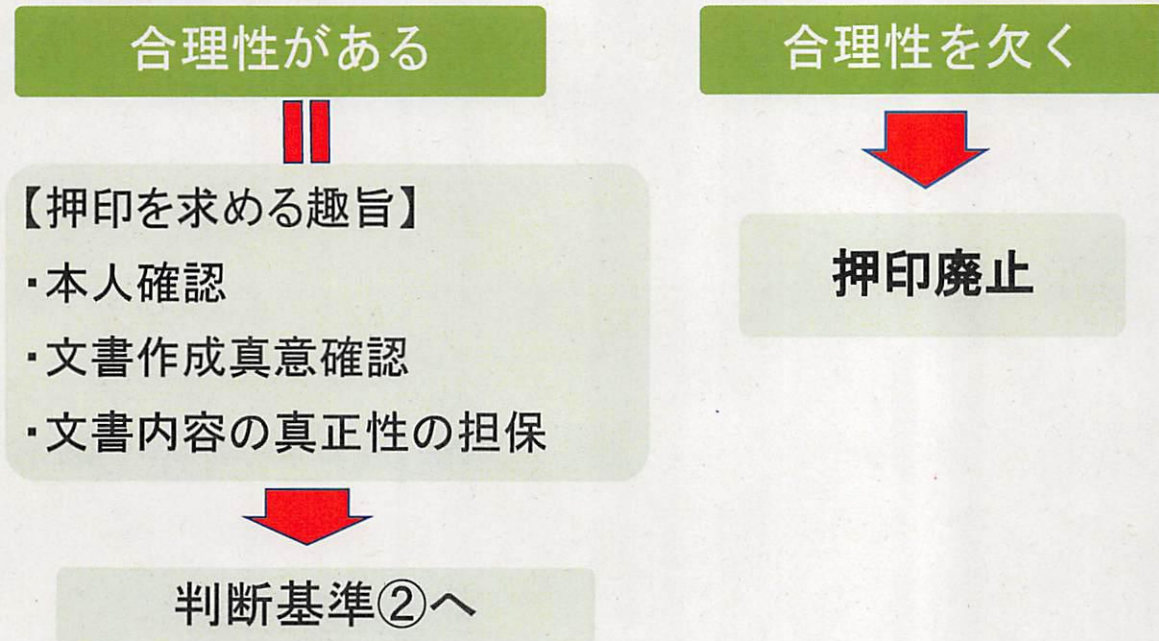 合理性がある
【押印を求める趣旨】
・本人確認
・文書作成真意確認
・文書内容の真正性の担保
判断基準②へ
合理性を欠く
押印廃止